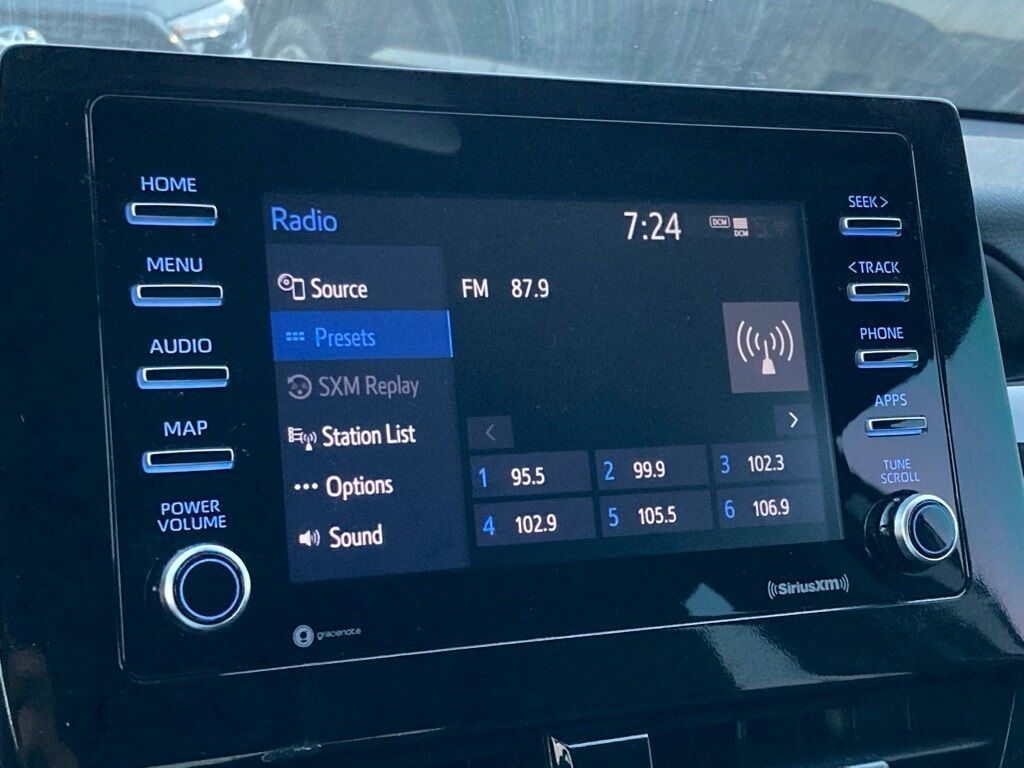 HOME
MENU
AUDIO
MAP
POWER
VOLUME
Radio
7:24
DCM
DCM
Source
Presets
SXM Replay
Station List
Options
Sound
FM 87.9
1 95.5
2 99.9
3 102.3
4 102.9
5 105.5
6 106.9
SEEK >
< TRACK
PHONE
APPS
TUNE
SCROLL
gracenote
((SiriusXM))